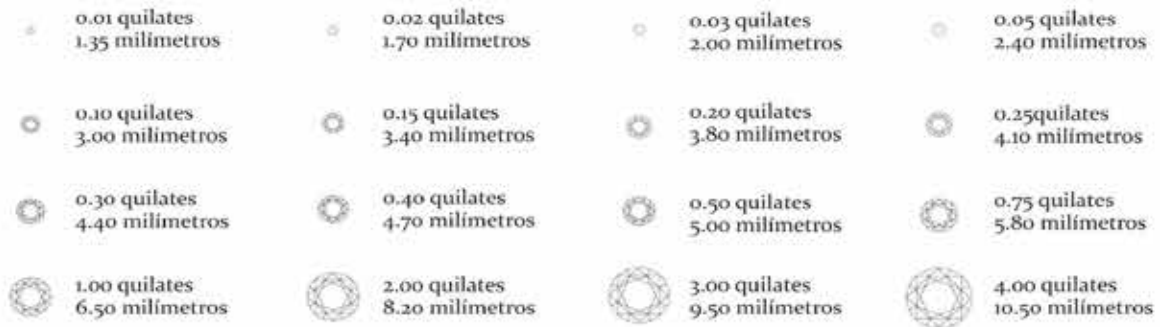 0.01 quilates
1.35 milímetros
0.02 quilates
1.70 milímetros
0.03 quilates
2.00 milímetros
0.05 quilates
2.40 milímetros
0.10 quilates
3.00 milímetros
0.15 quilates
3.40 milímetros
0.20 quilates
3.80 milímetros
0.25quilates
4.10 milímetros
0.30 quilates
4.40 milímetros
0.40 quilates
4.70 milímetros
0.50 quilates
5.00 milímetros
0.75 quilates
5.80 milímetros
1.00 quilates
6.50 milímetros
2.00 quilates
8.20 milímetros
3.00 quilates
9.50 milímetros
4.00 quilates
10.50 milímetros